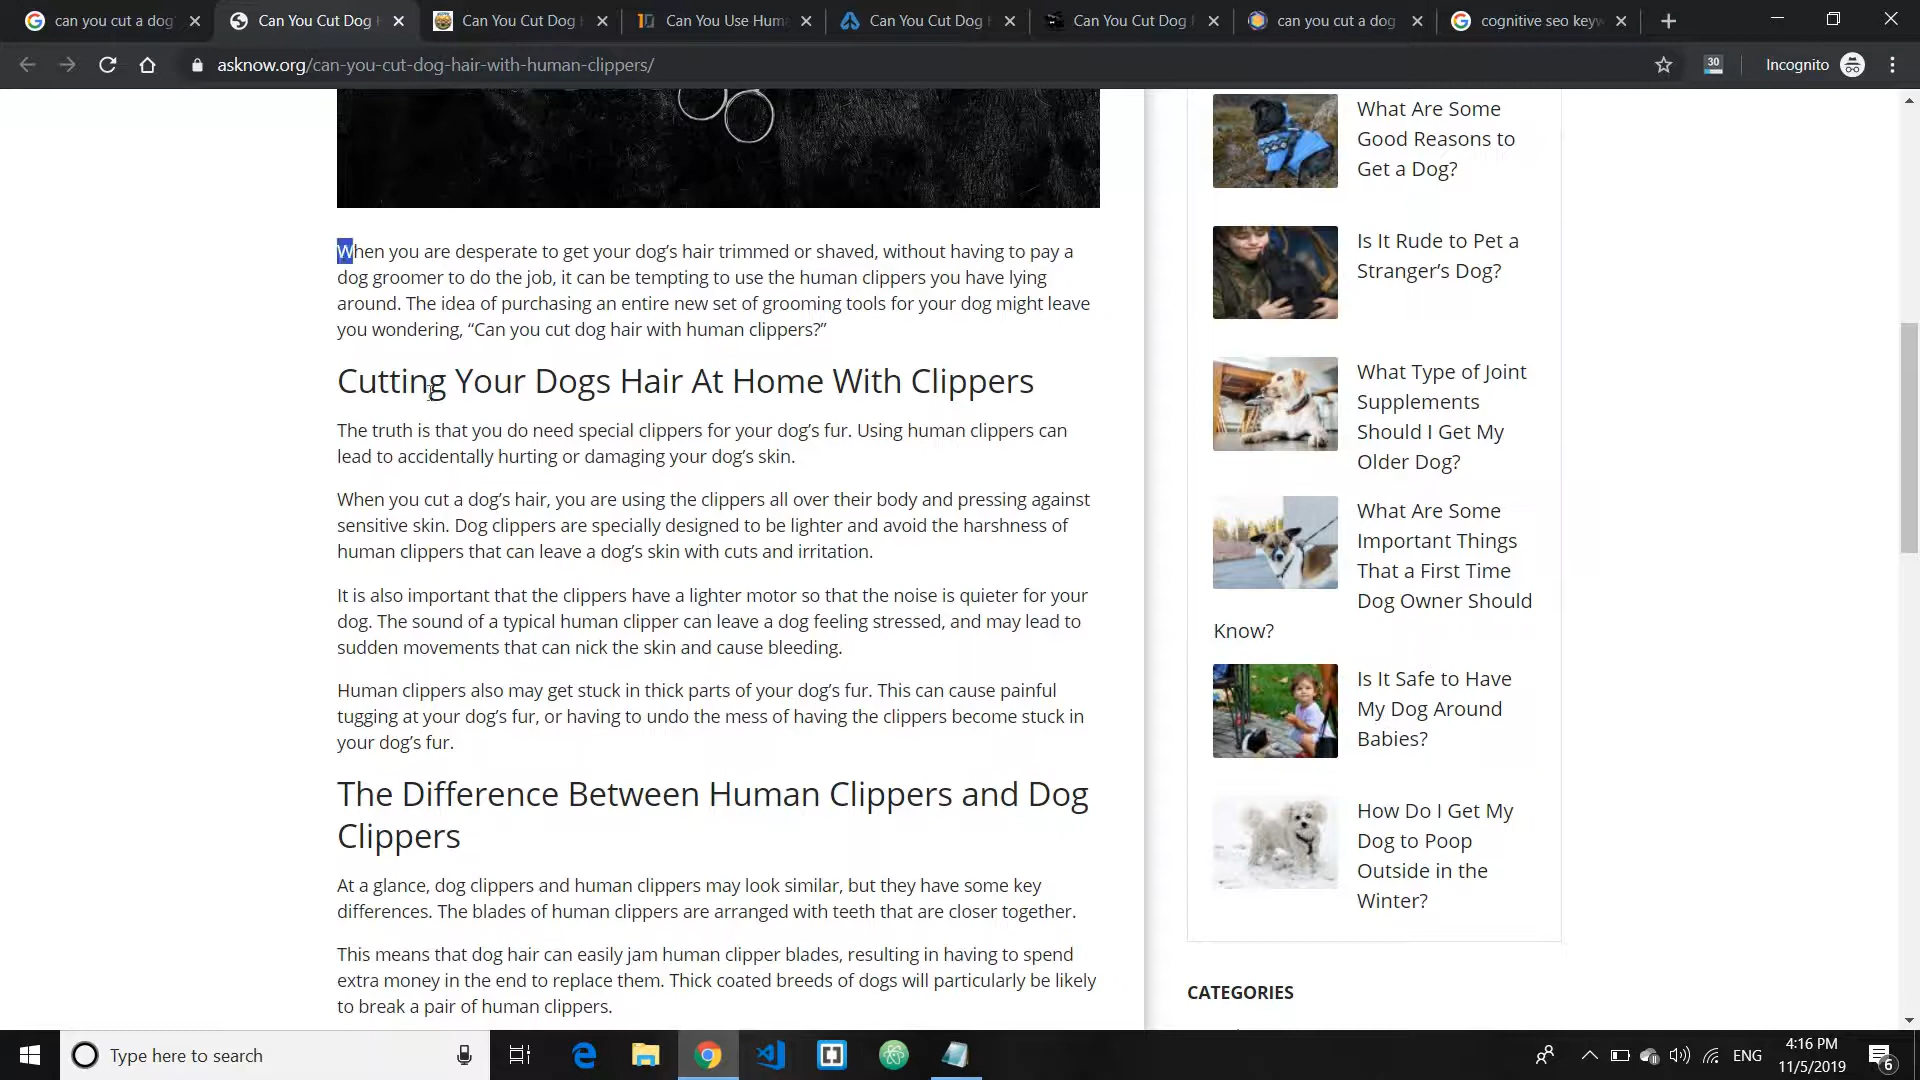 can you cut a dog
Can You Cut Dog
Can You Cut Dog
Can You Use Hum
Can You Cut Dog
Can You Cut Dog
can you cut a dog
cognitive seo keyw
asknow.org/can-you-cut-dog-hair-with-human-clippers/
30
Incognito
When you are desperate to get your dog’s hair trimmed or shaved, without having to pay a
dog groomer to do the job, it can be tempting to use the human clippers you have lying
around. The idea of purchasing an entire new set of grooming tools for your dog might leave
you wondering, “Can you cut dog hair with human clippers?”
Cutting Your Dogs Hair At Home With Clippers
The truth is that you do need special clippers for your dog’s fur. Using human clippers can
lead to accidentally hurting or damaging your dog’s skin.
When you cut a dog’s hair, you are using the clippers all over their body and pressing against
sensitive skin. Dog clippers are specially designed to be lighter and avoid the harshness of
human clippers that can leave a dog’s skin with cuts and irritation.
It is also important that the clippers have a lighter motor so that the noise is quieter for your
dog. The sound of a typical human clipper can leave a dog feeling stressed, and may lead to
sudden movements that can nick the skin and cause bleeding.
Human clippers also may get stuck in thick parts of your dog’s fur. This can cause painful
tugging at your dog’s fur, or having to undo the mess of having the clippers become stuck in
your dog’s fur.
The Difference Between Human Clippers and Dog
Clippers
At a glance, dog clippers and human clippers may look similar, but they have some key
differences. The blades of human clippers are arranged with teeth that are closer together.
This means that dog hair can easily jam human clipper blades, resulting in having to spend
extra money in the end to replace them. Thick coated breeds of dogs will particularly be likely
to break a pair of human clippers.
What Are Some
Good Reasons to
Get a Dog?
Is It Rude to Pet a
Stranger’s Dog?
What Type of Joint
Supplements
Should I Get My
Older Dog?
What Are Some
Important Things
That a First Time
Dog Owner Should
Know?
Is It Safe to Have
My Dog Around
Babies?
How Do I Get My
Dog to Poop
Outside in the
Winter?
CATEGORIES
Type here to search
ENG
4:16 PM
11/5/2019
6